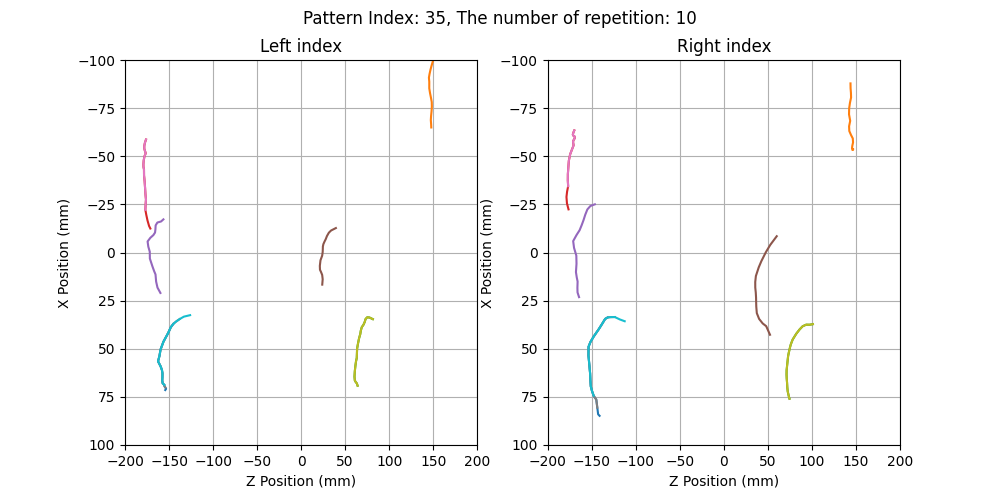 Pattern Index: 35, The number of repetition: 10
Left index
Right index
−100
−75
−50
−25
0
25
50
75
100
−200 −150 −100 −50 0 50 100 150 200
X Position (mm)
Z Position (mm)
−100
−75
−50
−25
0
25
50
75
100
−200 −150 −100 −50 0 50 100 150 200
X Position (mm)
Z Position (mm)